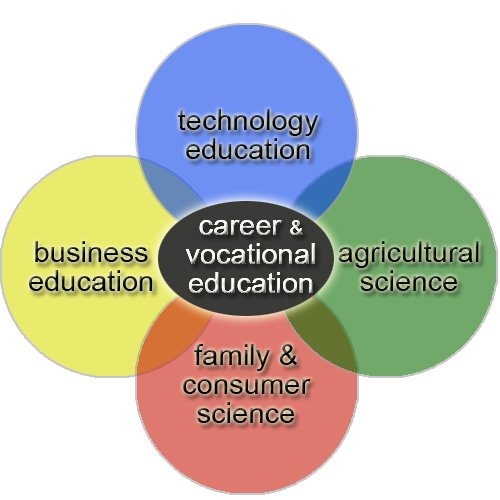 technology
education
business
education
career &
vocational
education
agricultural
science
family &
consumer
science